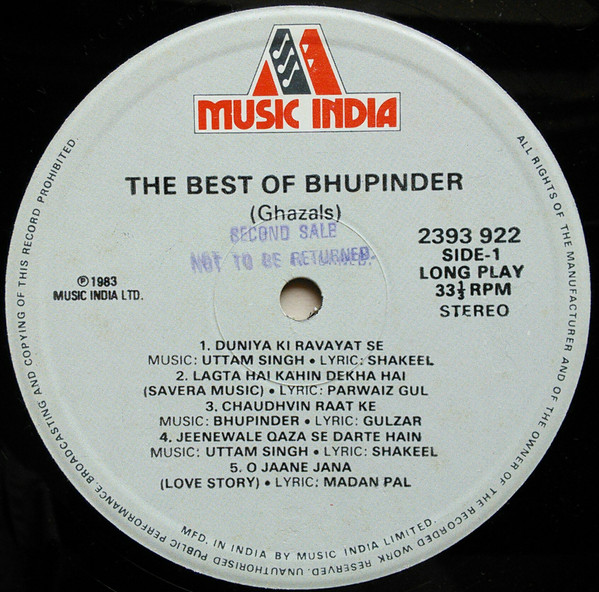 MUSIC INDIA
THE BEST OF BHUPINDER
(Ghazals)
SECOND SALE
NOT TO BE RETURNED.
℗ 1983
MUSIC INDIA LTD.
2393 922
SIDE-1
LONG PLAY
33⅓ RPM
STEREO
1. DUNIYA KI RAVAYAT SE
MUSIC: UTTAM SINGH • LYRIC: SHAKEEL
2. LAGTA HAI KAHIN DEKHA HAI
(SAVERA MUSIC) • LYRIC: PARWAIZ GUL
3. CHAUDHVIN RAAT KE
MUSIC: BHUPINDER • LYRIC: GULZAR
4. JEENEWALE QAZA SE DARTE HAIN
MUSIC: UTTAM SINGH • LYRIC: SHAKEEL
5. O JAANE JANA
(LOVE STORY) • LYRIC: MADAN PAL
MFD. IN INDIA BY MUSIC INDIA LIMITED.
ALL RIGHTS OF THE MANUFACTURER AND OF THE OWNER OF THE RECORDED WORK RESERVED. UNAUTHORISED PUBLIC PERFORMANCE BROADCASTING AND COPYING OF THIS RECORD PROHIBITED.